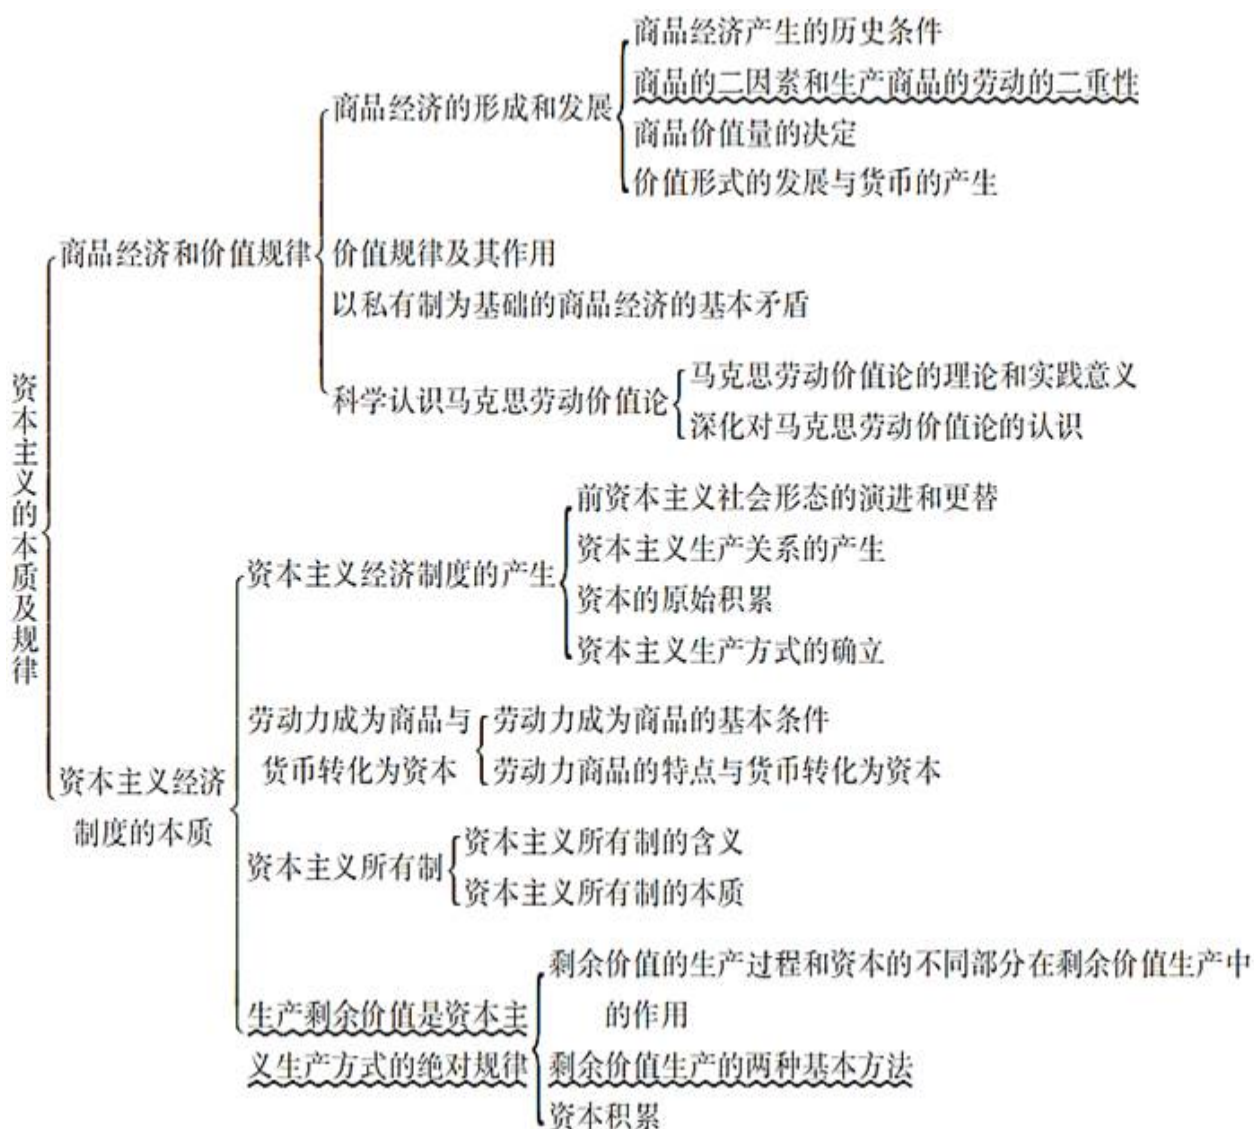 资本主义的本质及规律
商品经济和价值规律
商品经济的形成和发展
商品经济产生的历史条件
商品的二因素和生产商品的劳动的二重性
商品价值量的决定
价值形式的发展与货币的产生
价值规律及其作用
以私有制为基础的商品经济的基本矛盾
科学认识马克思劳动价值论
马克思劳动价值论的理论和实践意义
深化对马克思劳动价值论的认识
资本主义经济
制度的本质
资本主义经济制度的产生
前资本主义社会形态的演进和更替
资本主义生产关系的产生
资本的原始积累
资本主义生产方式的确立
劳动力成为商品与
货币转化为资本
劳动力成为商品的基本条件
劳动力商品的特点与货币转化为资本
资本主义所有制
资本主义所有制的含义
资本主义所有制的本质
生产剩余价值是资本主
义生产方式的绝对规律
剩余价值的生产过程和资本的不同部分在剩余价值生产中
的作用
剩余价值生产的两种基本方法
资本积累